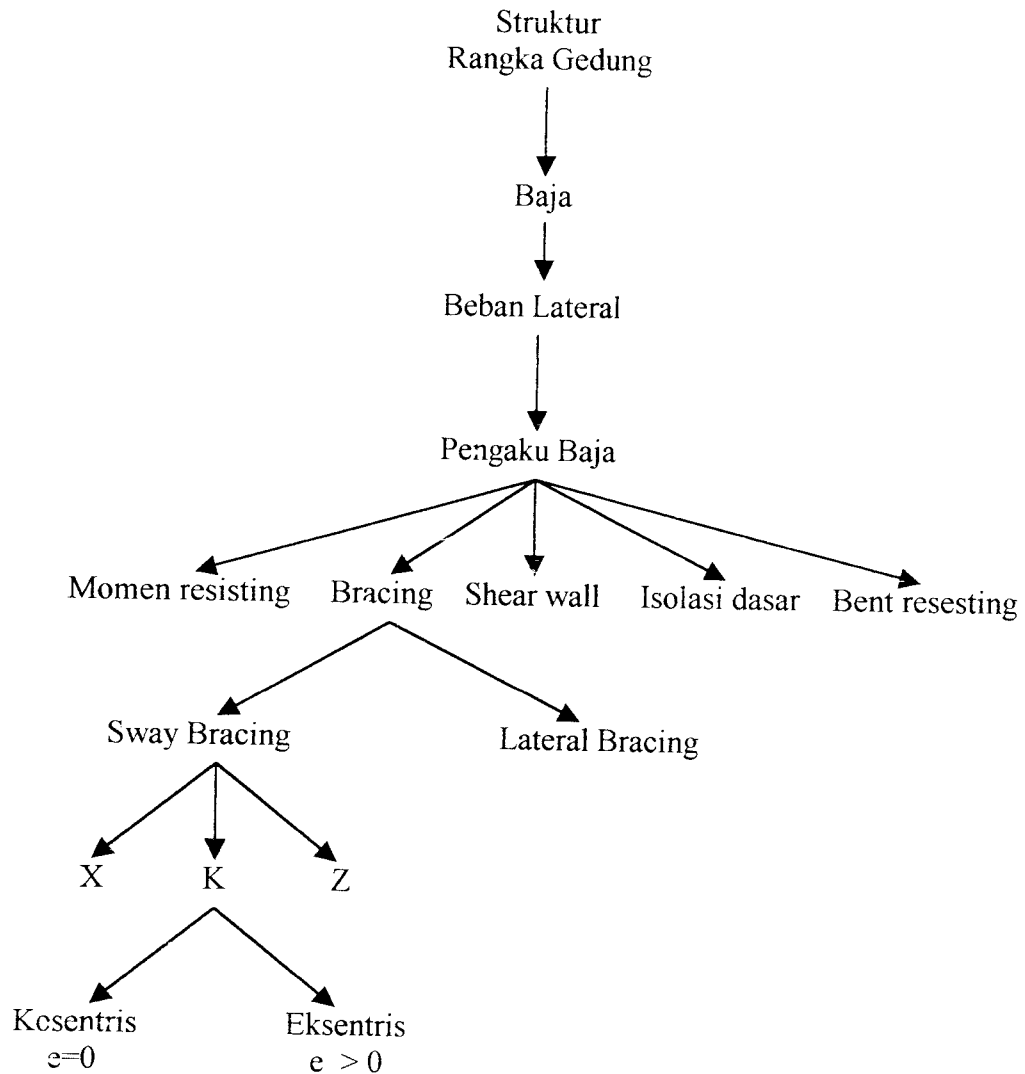 Struktur
Rangka Gedung
Baja
Beban Lateral
Pengaku Baja
Momen resisting Bracing Shear wall Isolasi dasar Bent resesting
Sway Bracing Lateral Bracing
X K Z
Kosentris Eksentris
e=0 e > 0